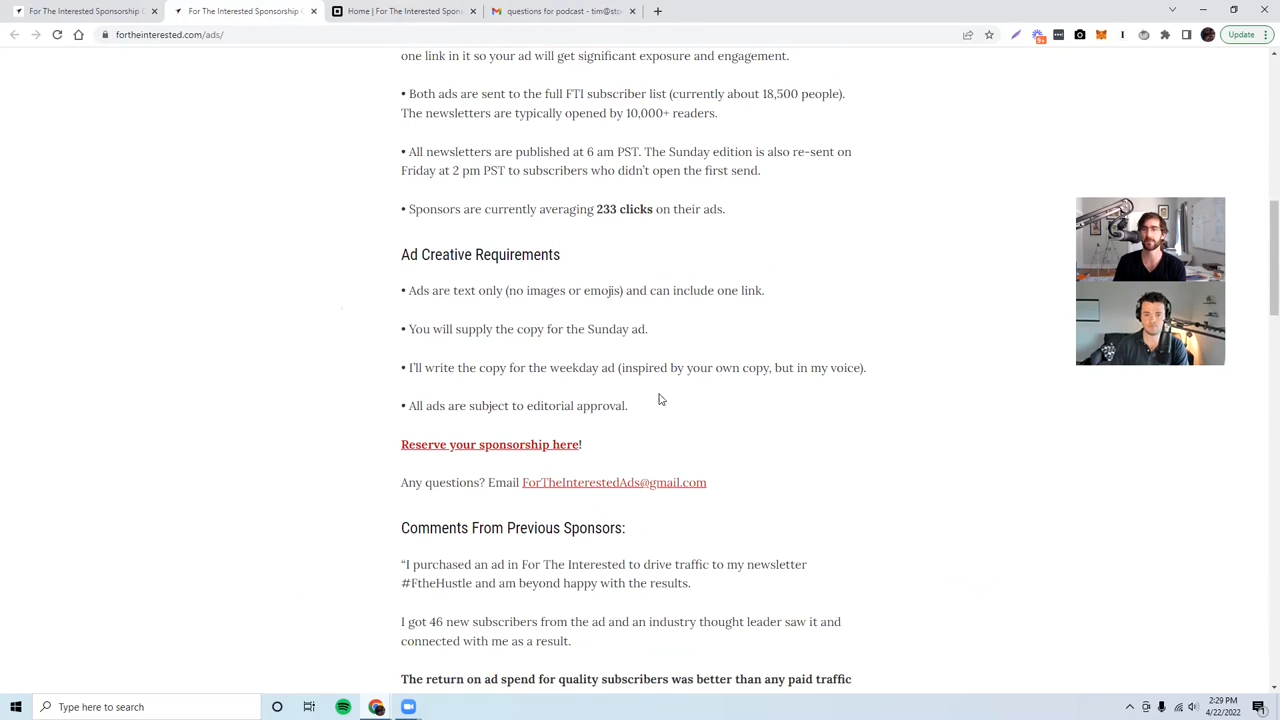 For The Interested Sponsorship
For The Interested Sponsorship
Home | For The Interested Spons
questions for podcast - tim@sto
fortheinterested.com/ads/
9+
Update
one link in it so your ad will get significant exposure and engagement.
• Both ads are sent to the full FTI subscriber list (currently about 18,500 people).
The newsletters are typically opened by 10,000+ readers.
• All newsletters are published at 6 am PST. The Sunday edition is also re-sent on
Friday at 2 pm PST to subscribers who didn’t open the first send.
• Sponsors are currently averaging 233 clicks on their ads.
Ad Creative Requirements
• Ads are text only (no images or emojis) and can include one link.
• You will supply the copy for the Sunday ad.
• I’ll write the copy for the weekday ad (inspired by your own copy, but in my voice).
• All ads are subject to editorial approval.
Reserve your sponsorship here!
Any questions? Email ForTheInterestedAds@gmail.com
Comments From Previous Sponsors:
“I purchased an ad in For The Interested to drive traffic to my newsletter
#FtheHustle and am beyond happy with the results.
I got 46 new subscribers from the ad and an industry thought leader saw it and
connected with me as a result.
The return on ad spend for quality subscribers was better than any paid traffic
Type here to search
2:29 PM
4/22/2022